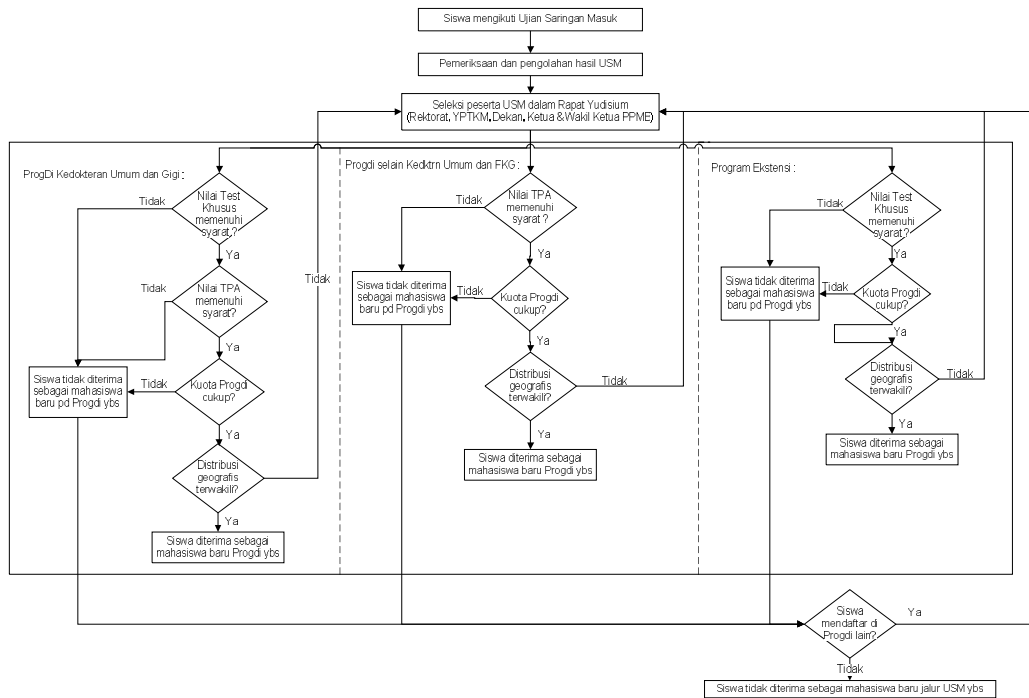 Siswa mengikuti Ujian Saringan Masuk
Pemeriksaan dan pengolahan hasil USM
Seleksi peserta USM dalam Rapat Yudisium
(Rektorat, YPTKM, Dekan, Ketua & Wakil Ketua PPME)
ProgDi Kedokteran Umum dan Gigi :
Nilai Test
Khusus
memenuhi
syarat ?
Tidak
Ya
Nilai TPA
memenuhi
syarat?
Tidak
Ya
Kuota Progdi
cukup?
Tidak
Siswa tidak diterima
sebagai mahasiswa
baru pd Progdi ybs
Ya
Distribusi
geografis
terwakili?
Tidak
Ya
Siswa diterima sebagai
mahasiswa baru Progdi ybs
Progdi selain Kedktrn Umum dan FKG :
Nilai TPA
memenuhi
syarat ?
Tidak
Ya
Kuota Progdi
cukup?
Tidak
Siswa tidak diterima
sebagai mahasiswa
baru pd Progdi ybs
Ya
Distribusi
geografis
terwakili?
Tidak
Ya
Siswa diterima sebagai
mahasiswa baru Progdi ybs
Program Ekstensi :
Nilai Test
Khusus
memenuhi
syarat ?
Tidak
Ya
Kuota Progdi
cukup?
Tidak
Siswa tidak diterima
sebagai mahasiswa
baru pd Progdi ybs
Ya
Distribusi
geografis
terwakili?
Tidak
Ya
Siswa diterima sebagai
mahasiswa baru Progdi ybs
Siswa
mendaftar di
Progdi lain?
Ya
Tidak
Siswa tidak diterima sebagai mahasiswa baru jalur USM ybs